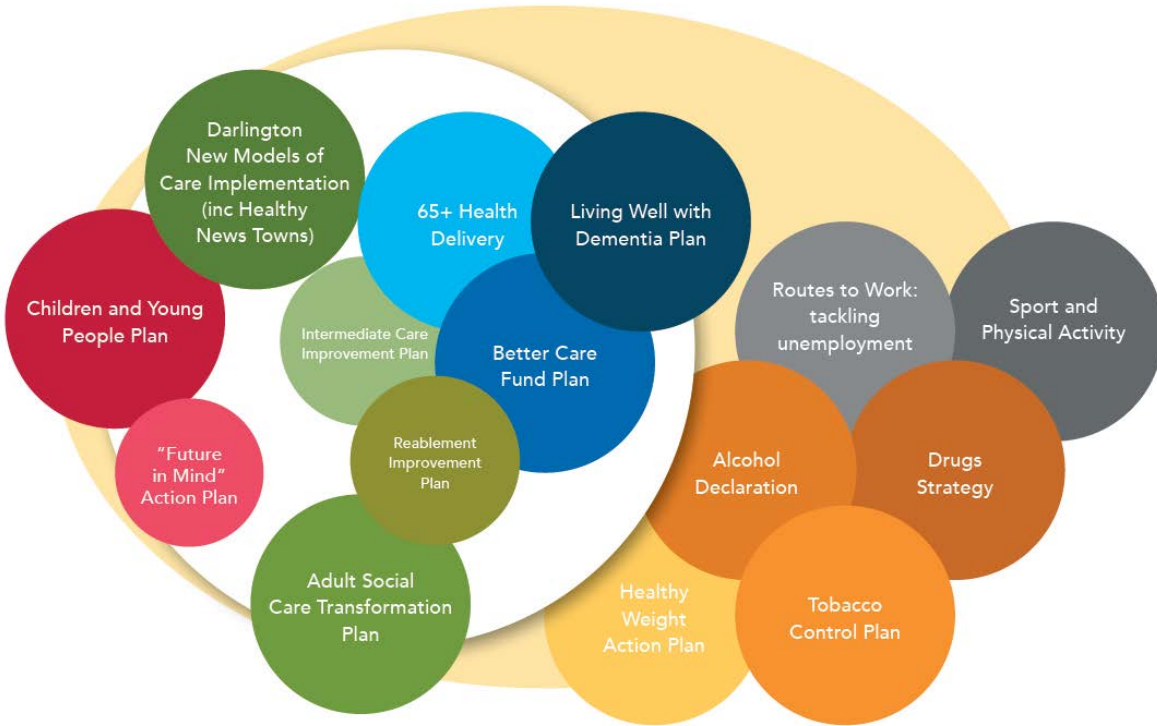 Darlington
New Models of
Care Implementation
(inc Healthy
News Towns)
65+ Health
Delivery
Living Well with
Dementia Plan
Children and Young
People Plan
Intermediate Care
Improvement Plan
Better Care
Fund Plan
Routes to Work:
tackling
unemployment
Sport and
Physical Activity
"Future
in Mind"
Action Plan
Reablement
Improvement
Plan
Alcohol
Declaration
Drugs
Strategy
Adult Social
Care Transformation
Plan
Healthy
Weight
Action Plan
Tobacco
Control Plan